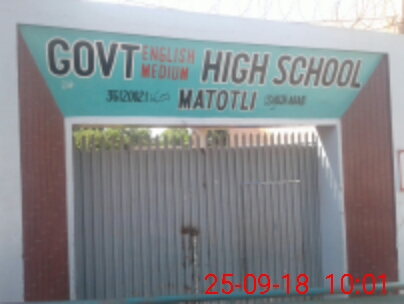 GOVT ENGLISH MEDIUM HIGH SCHOOL
MATOTLI
25-09-18 10:01